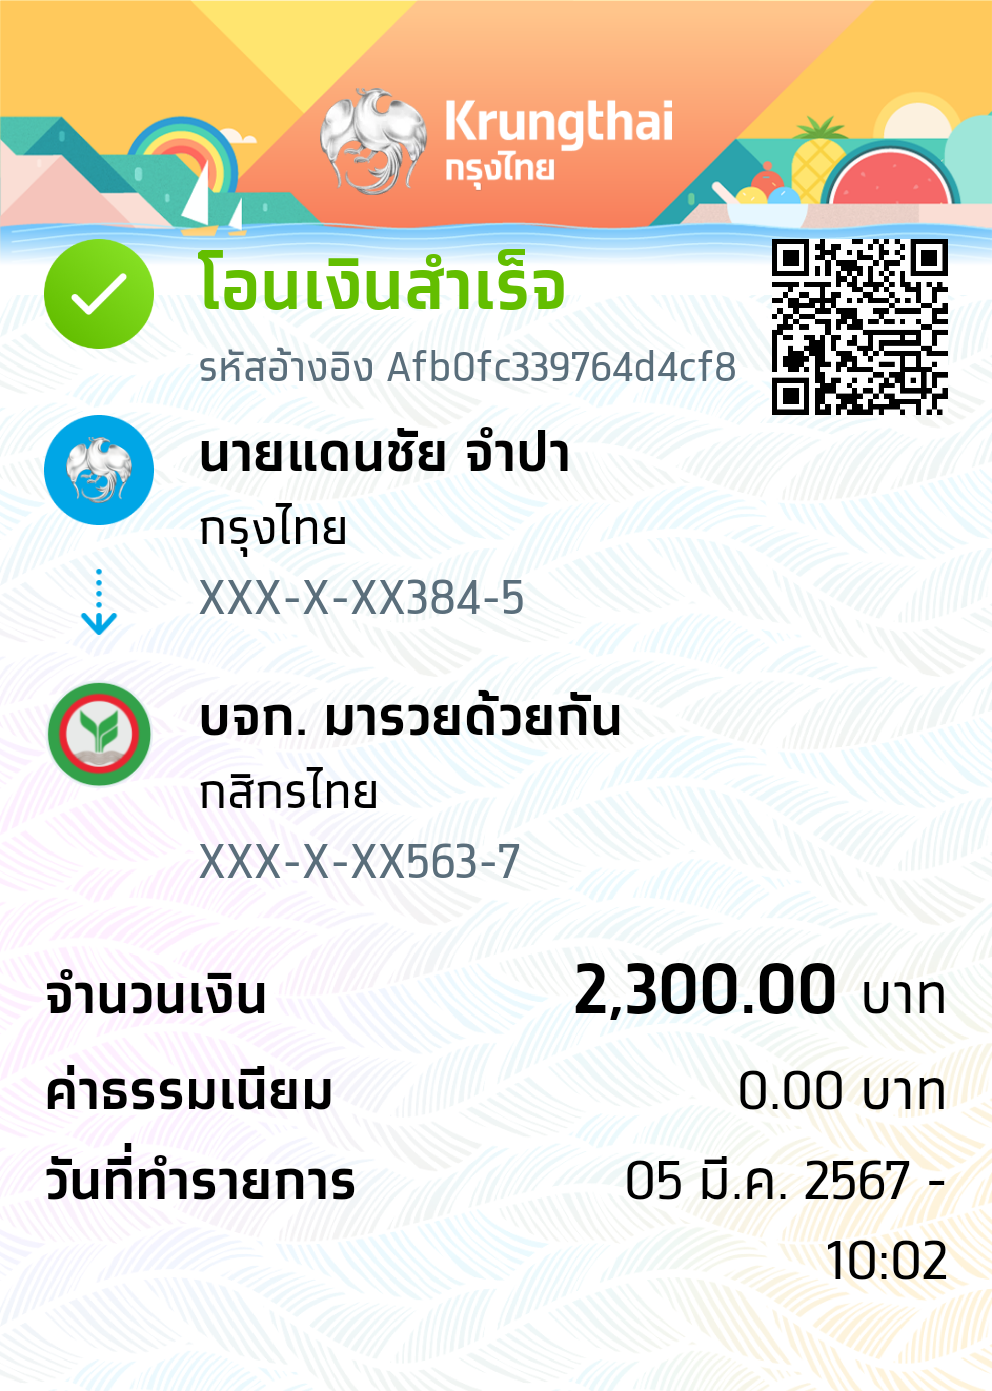 Krungthai
กรุงไทย
โอนเงินสำเร็จ
รหัสอ้างอิง Afb0fc339764d4cf8
นายแดนชัย จำปา
กรุงไทย
XXX-X-XX384-5
บจก. มารวยด้วยกัน
กสิกรไทย
XXX-X-XX563-7
จำนวนเงิน 2,300.00 บาท
ค่าธรรมเนียม 0.00 บาท
วันที่ทำรายการ 05 มี.ค. 2567 -
10:02